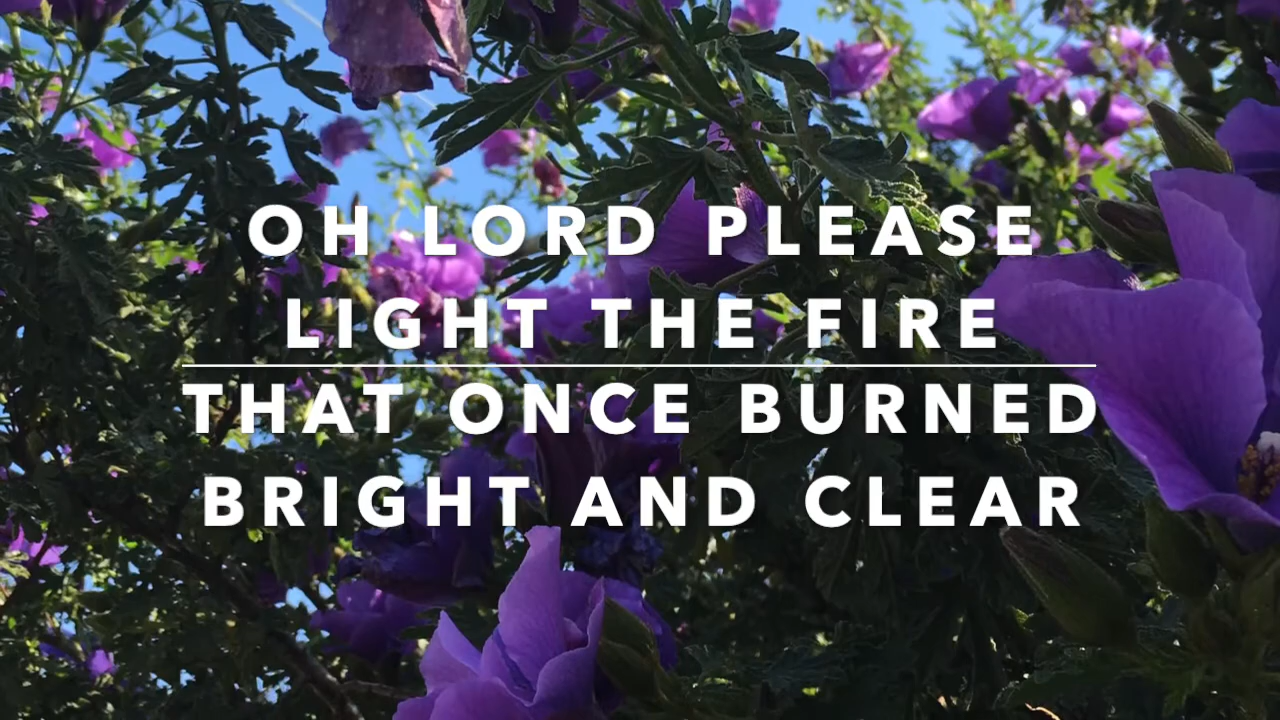 OH LORD PLEASE
LIGHT THE FIRE
THAT ONCE BURNED
BRIGHT AND CLEAR